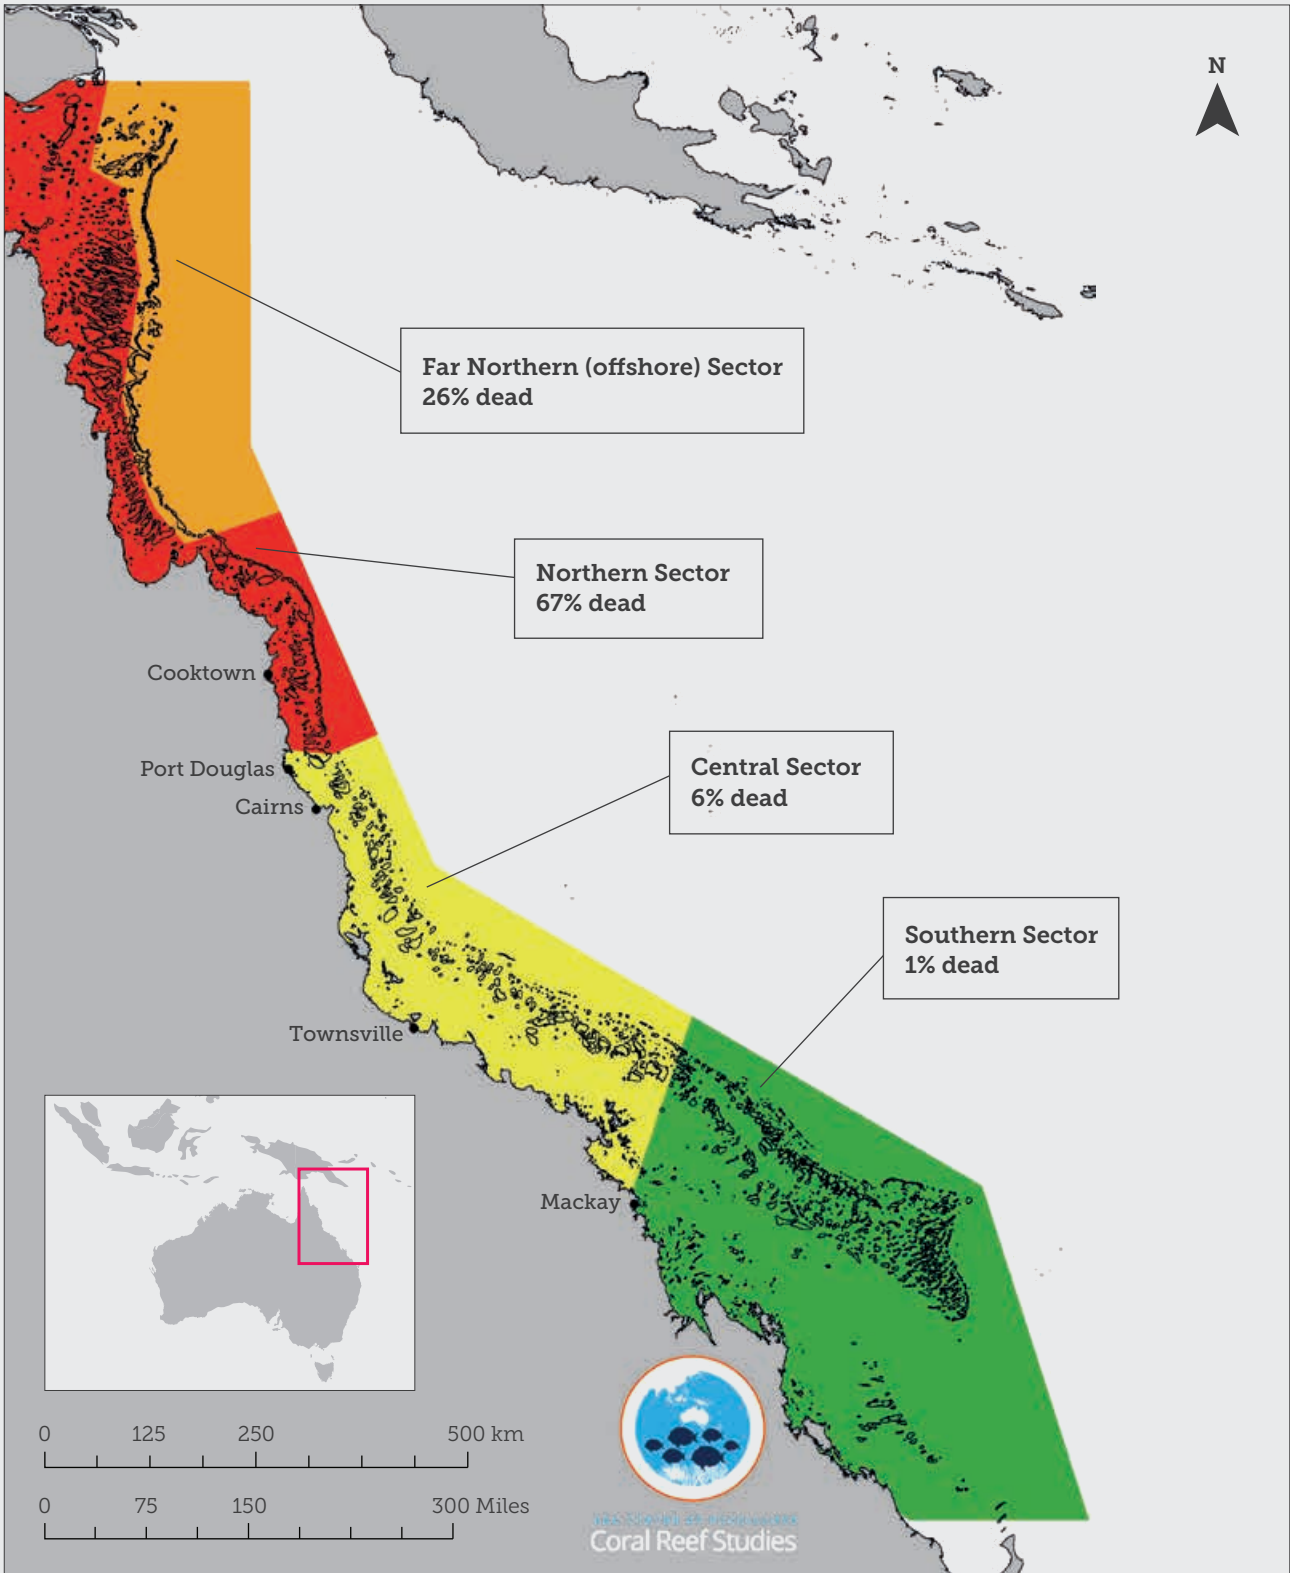 N
Far Northern (offshore) Sector
26% dead
Northern Sector
67% dead
Cooktown
Port Douglas
Cairns
Central Sector
6% dead
Southern Sector
1% dead
Townsville
Mackay
0 125 250 500 km
0 75 150 300 Miles
Coral Reef Studies